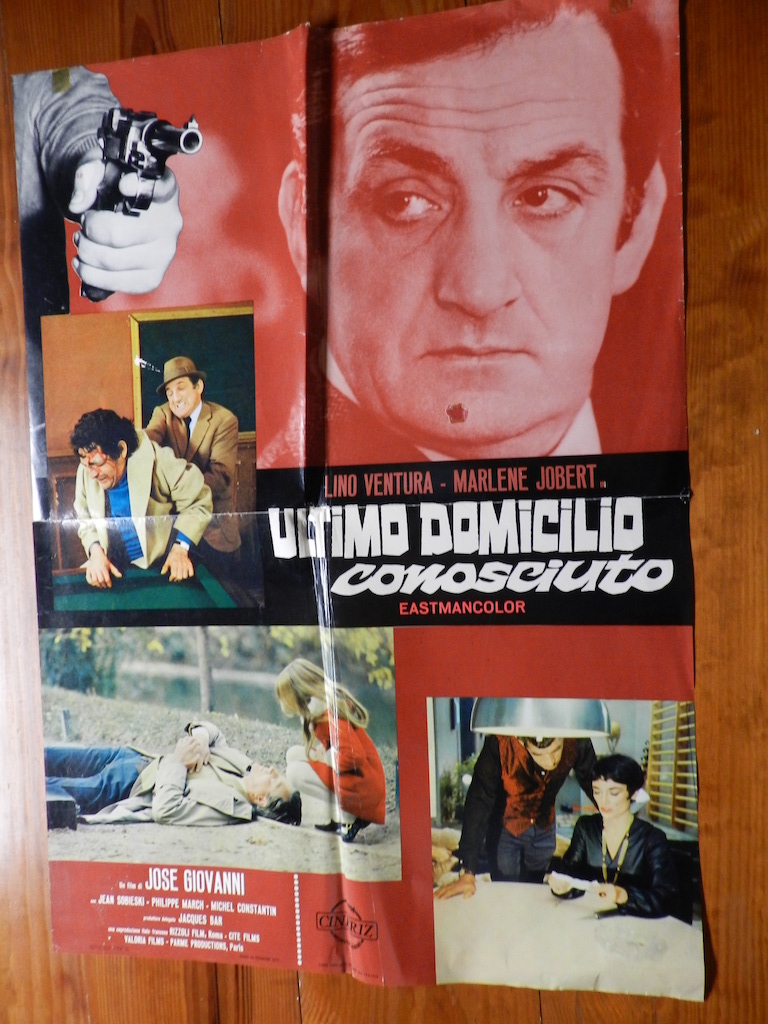 LINO VENTURA - MARLENE JOBERT IN
ULTIMO DOMICILIO
conosciuto
EASTMANCOLOR
Un film di JOSE GIOVANNI
con JEAN SOBIESKI - PHILIPPE MARCH - MICHEL CONSTANTIN
produttore delegato JACQUES BAR
una coproduzione italo francese RIZZOLI FILM, Roma - CITE FILMS
VALORIA FILMS - PARME PRODUCTIONS, Paris
CINERIZ